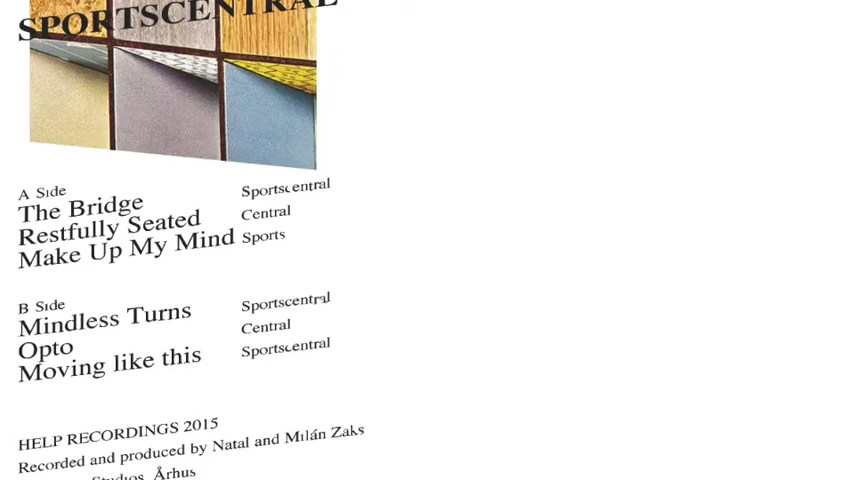 SPORTSCENTRAL
A Side
The Bridge Sportscentral
Restfully Seated Central
Make Up My Mind Sports
B Side
Mindless Turns Sportscentral
Opto Central
Moving like this Sportscentral
HELP RECORDINGS 2015
Recorded and produced by Natal and Milán Zaks
Studios, Århus